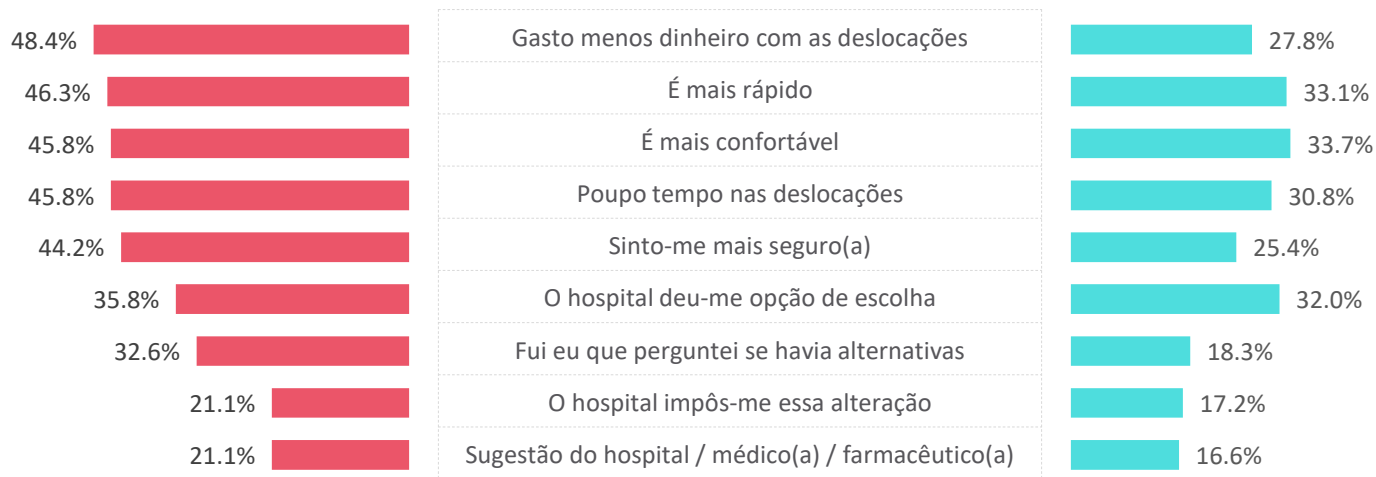 48.4% Gasto menos dinheiro com as deslocações 27.8%
46.3% É mais rápido 33.1%
45.8% É mais confortável 33.7%
45.8% Poupo tempo nas deslocações 30.8%
44.2% Sinto-me mais seguro(a) 25.4%
35.8% O hospital deu-me opção de escolha 32.0%
32.6% Fui eu que perguntei se havia alternativas 18.3%
21.1% O hospital impôs-me essa alteração 17.2%
21.1% Sugestão do hospital / médico(a) / farmacêutico(a) 16.6%